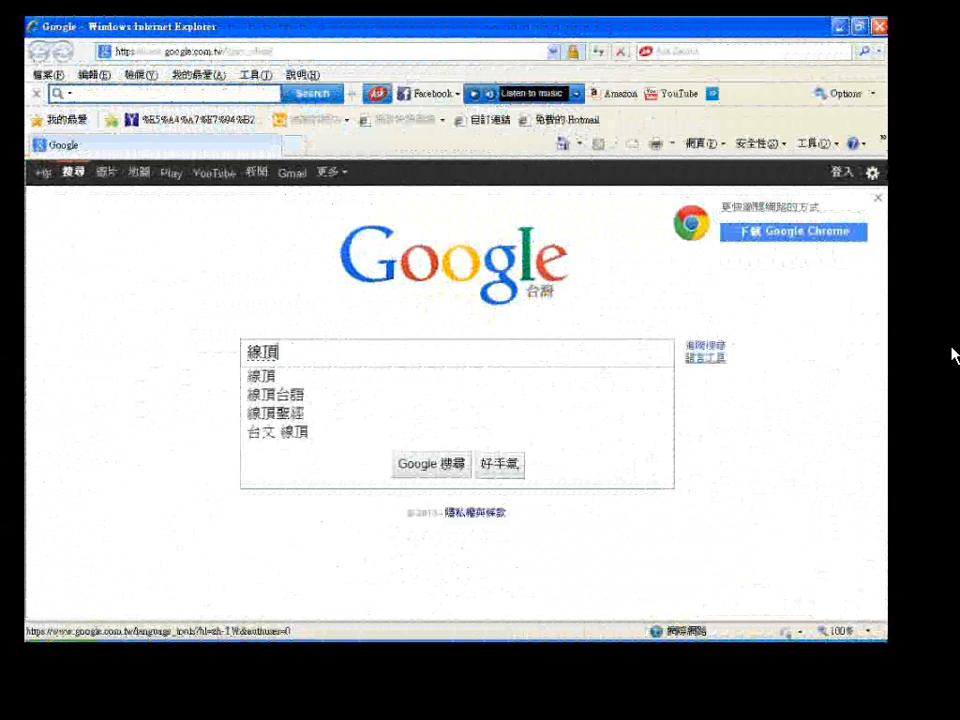 Google - Windows Internet Explorer
google.com.tw
檔案(F) 編輯(E) 檢視(V) 我的最愛(A) 工具(T) 說明(H)
Search Facebook Listen to music Amazon YouTube Options
我的最愛 自訂連結 免費的 Hotmail
Google 網頁(P) 安全性(S) 工具(O)
+你 搜尋 圖片 地圖 Play YouTube 新聞 Gmail 更多 登入
更快瀏覽網路的方式
下載 Google Chrome
Google
台灣
線頂
進階搜尋
語言工具
線頂
線頂台語
線頂聖經
台文 線頂
Google 搜尋 好手氣
© 2013 - 隱私權與條款
網際網路 100%